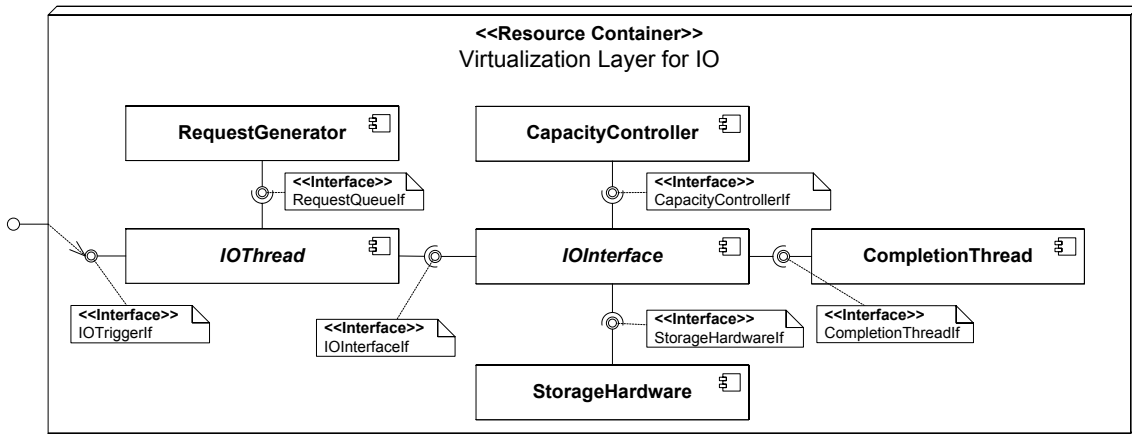 <<Resource Container>>
Virtualization Layer for IO
RequestGenerator
CapacityController
<<Interface>>
RequestQueueIf
<<Interface>>
CapacityControllerIf
IOThread
IOInterface
CompletionThread
<<Interface>>
IOTriggerIf
<<Interface>>
IOInterfaceIf
<<Interface>>
StorageHardwareIf
<<Interface>>
CompletionThreadIf
StorageHardware